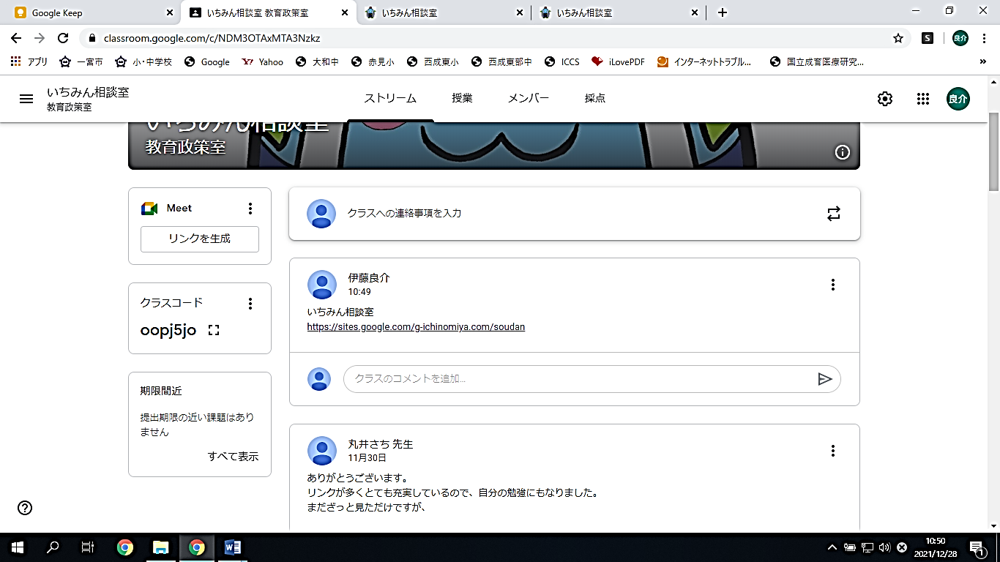 Google Keep
いちみん相談室 教育政策室
いちみん相談室
いちみん相談室
classroom.google.com/c/NDM3OTAxMTA3Nzkz
S
良介
アプリ
一宮市
小・中学校
Google
Yahoo
大和中
赤見小
西成東小
西成東部中
ICCS
iLovePDF
インターネットトラブル...
国立成育医療研究...
いちみん相談室
教育政策室
ストリーム
授業
メンバー
採点
良介
いちみん相談室
教育政策室
Meet
リンクを生成
クラスコード
oopj5jo
期限間近
提出期限の近い課題はあり
ません
すべて表示
クラスへの連絡事項を入力
伊藤良介
10:49
いちみん相談室
https://sites.google.com/g-ichinomiya.com/soudan
クラスのコメントを追加...
丸井さち 先生
11月30日
ありがとうございます。
リンクが多くとても充実しているので、自分の勉強にもなりました。
まだざっと見ただけですが、
10:50
2021/12/28
1